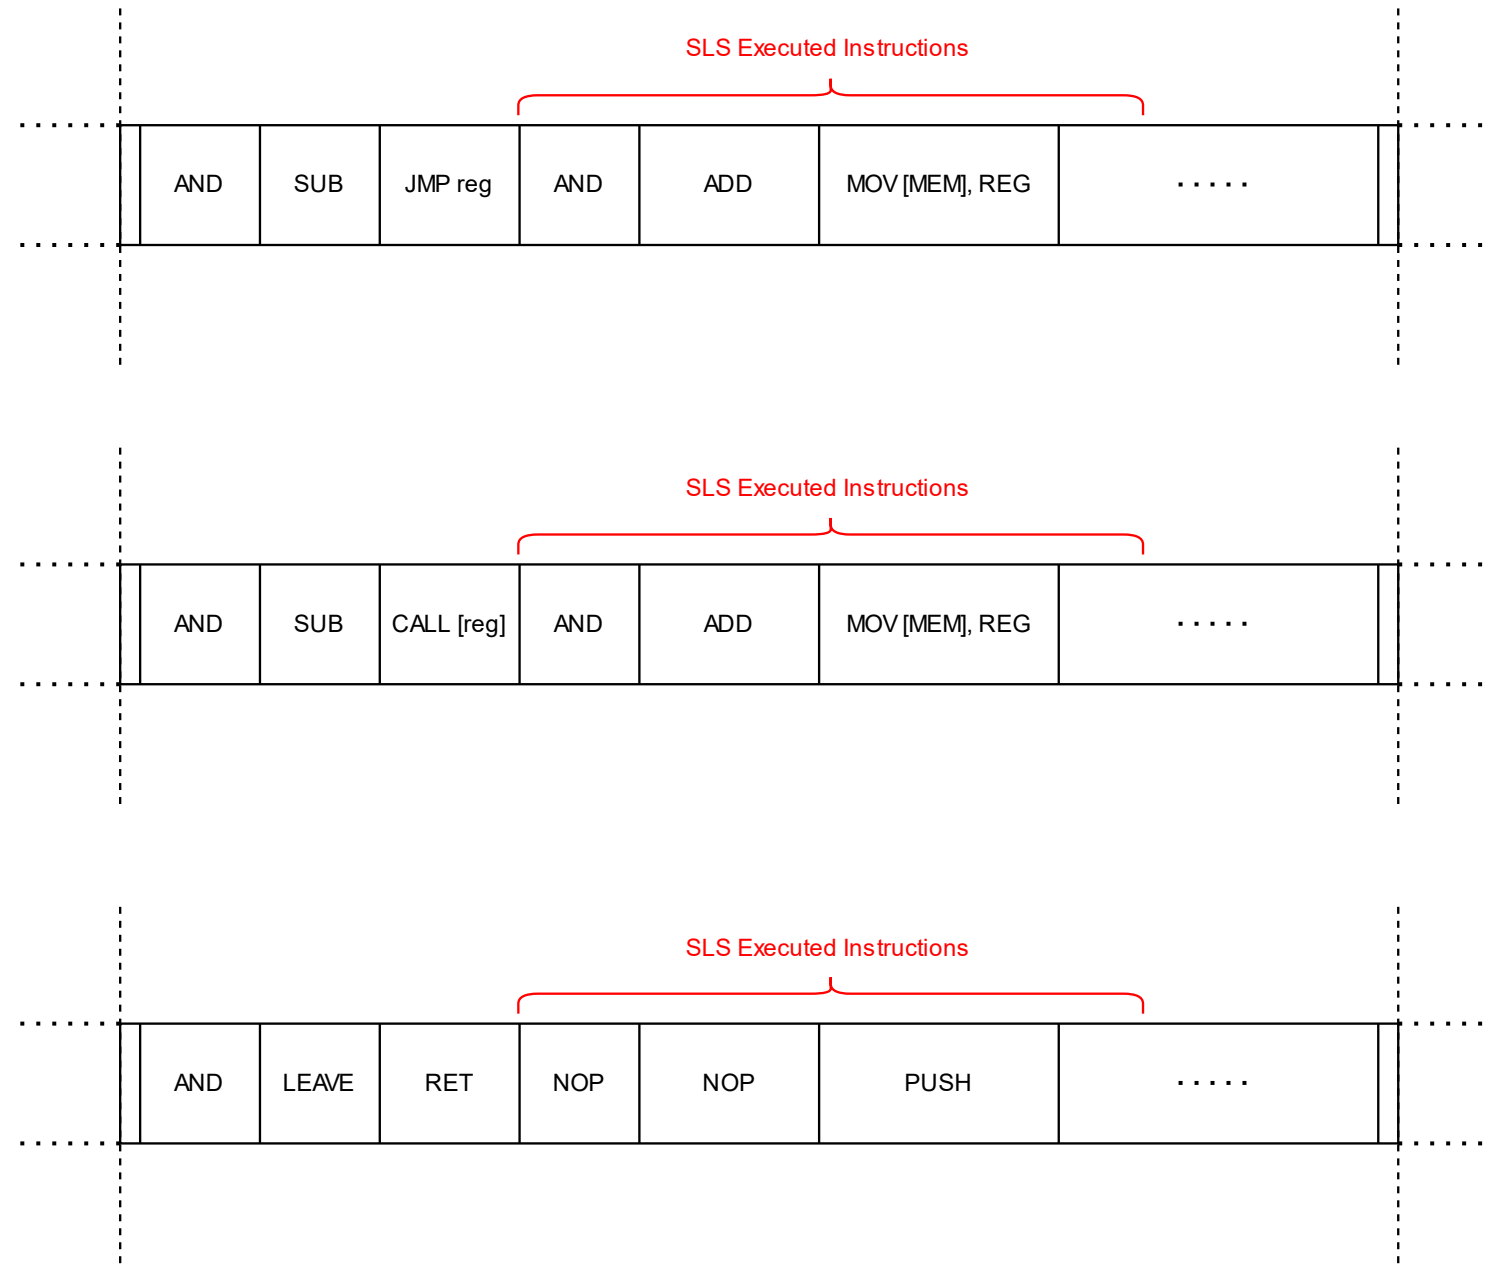 SLS Executed Instructions
AND SUB JMP reg AND ADD MOV [MEM], REG .....
SLS Executed Instructions
AND SUB CALL [reg] AND ADD MOV [MEM], REG .....
SLS Executed Instructions
AND LEAVE RET NOP NOP PUSH .....